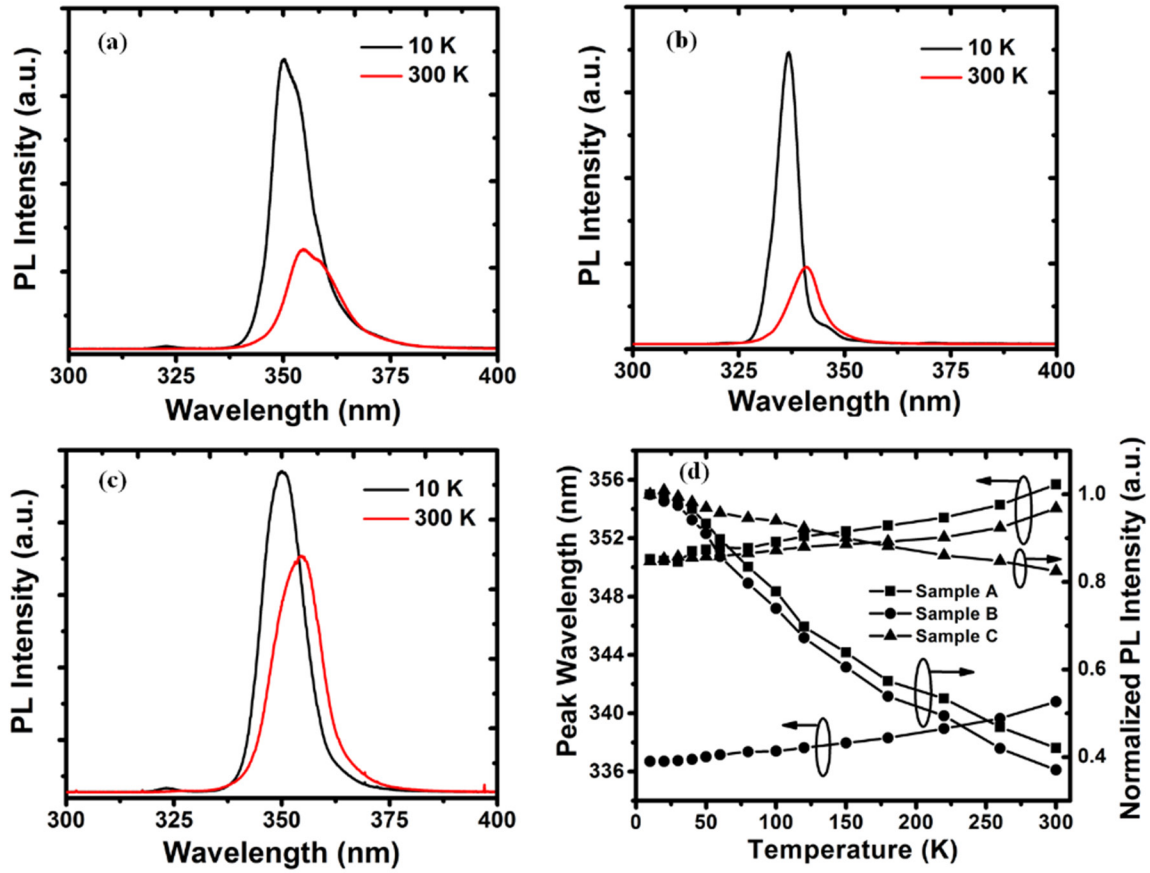 (a)
10 K
300 K
PL Intensity (a.u.)
300 325 350 375 400
Wavelength (nm)
(b)
10 K
300 K
PL Intensity (a.u.)
300 325 350 375 400
Wavelength (nm)
(c)
10 K
300 K
PL Intensity (a.u.)
300 325 350 375 400
Wavelength (nm)
(d)
Peak Wavelength (nm)
356
352
348
344
340
336
Sample A
Sample B
Sample C
1.0
0.8
0.6
0.4
Normalized PL Intensity (a.u.)
0 50 100 150 200 250 300
Temperature (K)